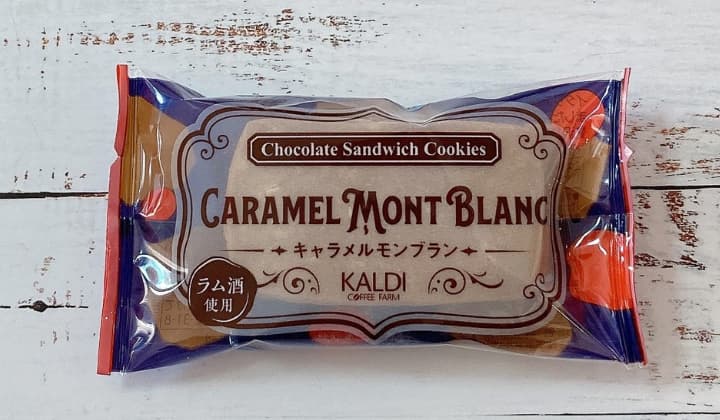 Chocolate Sandwich Cookies
CARAMEL MONT BLANC
キャラメルモンブラン
ラム酒
使用
KALDI
COFFEE FARM